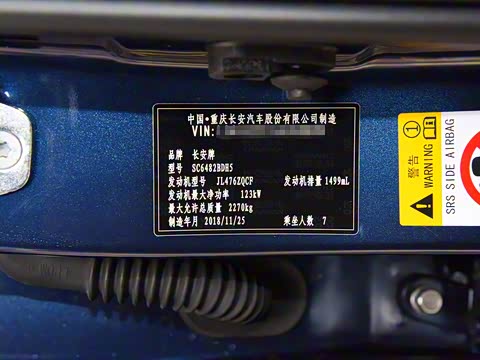 中国·重庆长安汽车股份有限公司制造
VIN:
品牌 长安牌
型号 SC6482BDH5
发动机型号 JL476ZQCF 发动机排量 1499mL
发动机最大净功率 123kW
最大允许总质量 2270kg
制造年月 2018/11/25 乘坐人数 7
警告
WARNING
SRS SIDE AIRBAG